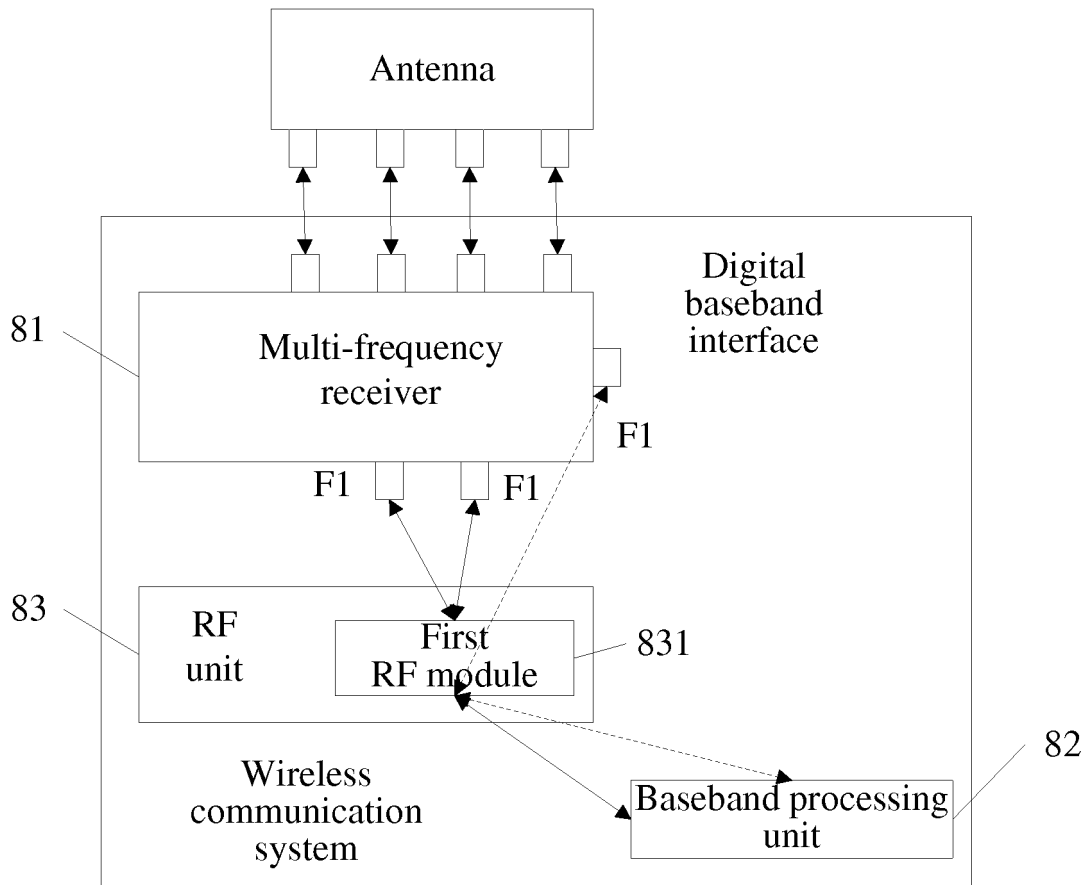 Antenna
Digital
baseband
interface
81
Multi-frequency
receiver
F1
F1
F1
83
RF
unit
First
RF module
831
82
Wireless
communication
system
Baseband processing
unit